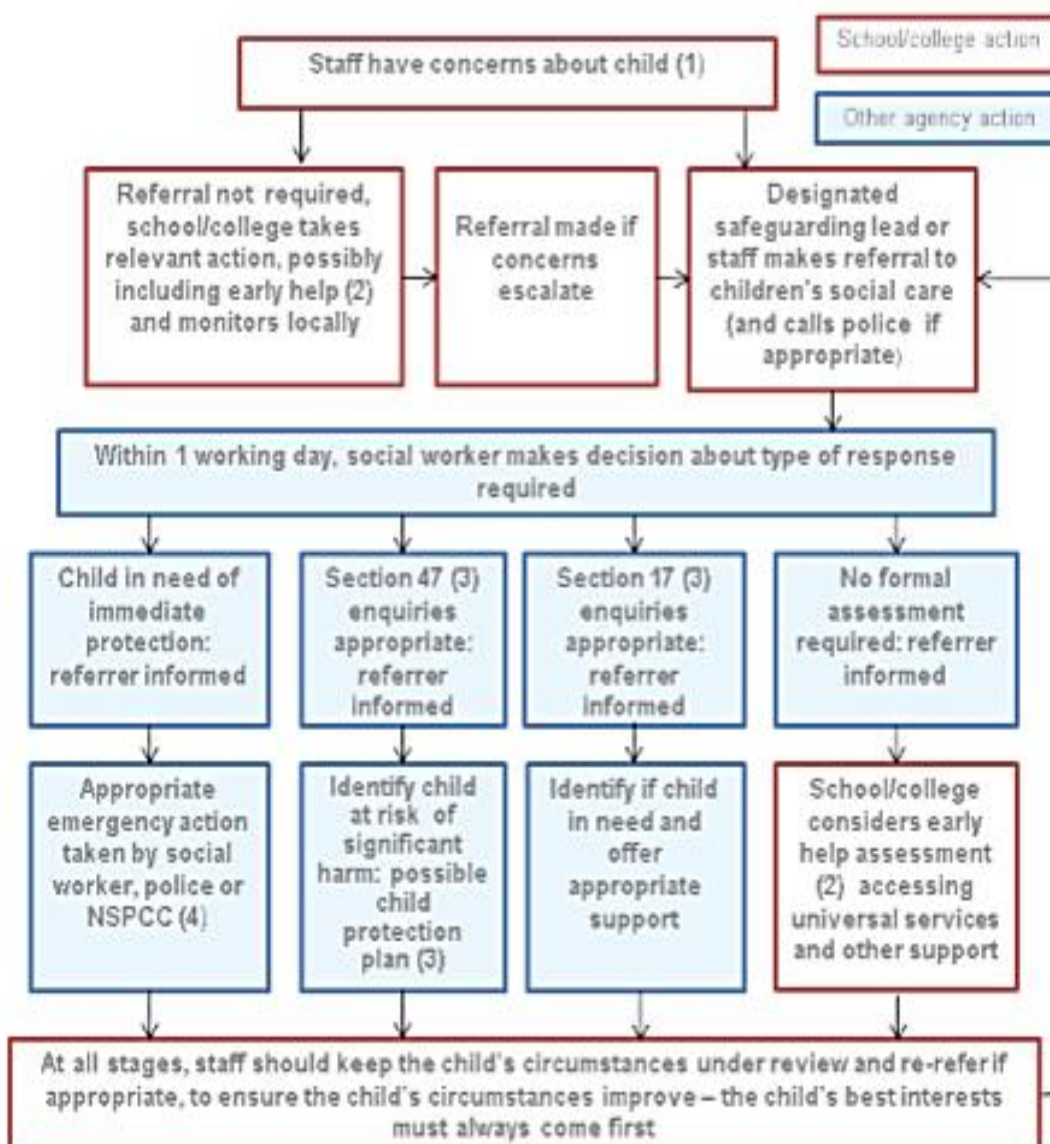 School/college action
Staff have concerns about child (1)
Other agency action
Referral not required,
school/college takes
relevant action, possibly
including early help (2)
and monitors locally
Referral made if
concerns
escalate
Designated
safeguarding lead or
staff makes referral to
children's social care
(and calls police if
appropriate)
Within 1 working day, social worker makes decision about type of response
required
Child in need of
immediate
protection:
referrer informed
Section 47 (3)
enquiries
appropriate:
referrer
informed
Section 17 (3)
enquiries
appropriate:
referrer
informed
No formal
assessment
required: referrer
informed
Appropriate
emergency action
taken by social
worker, police or
NSPCC (4)
Identify child
at risk of
significant
harm: possible
child
protection
plan (3)
Identify if child
in need and
offer
appropriate
support
School/college
considers early
help assessment
(2) accessing
universal services
and other support
At all stages, staff should keep the child's circumstances under review and re-refer if
appropriate, to ensure the child's circumstances improve – the child's best interests
must always come first